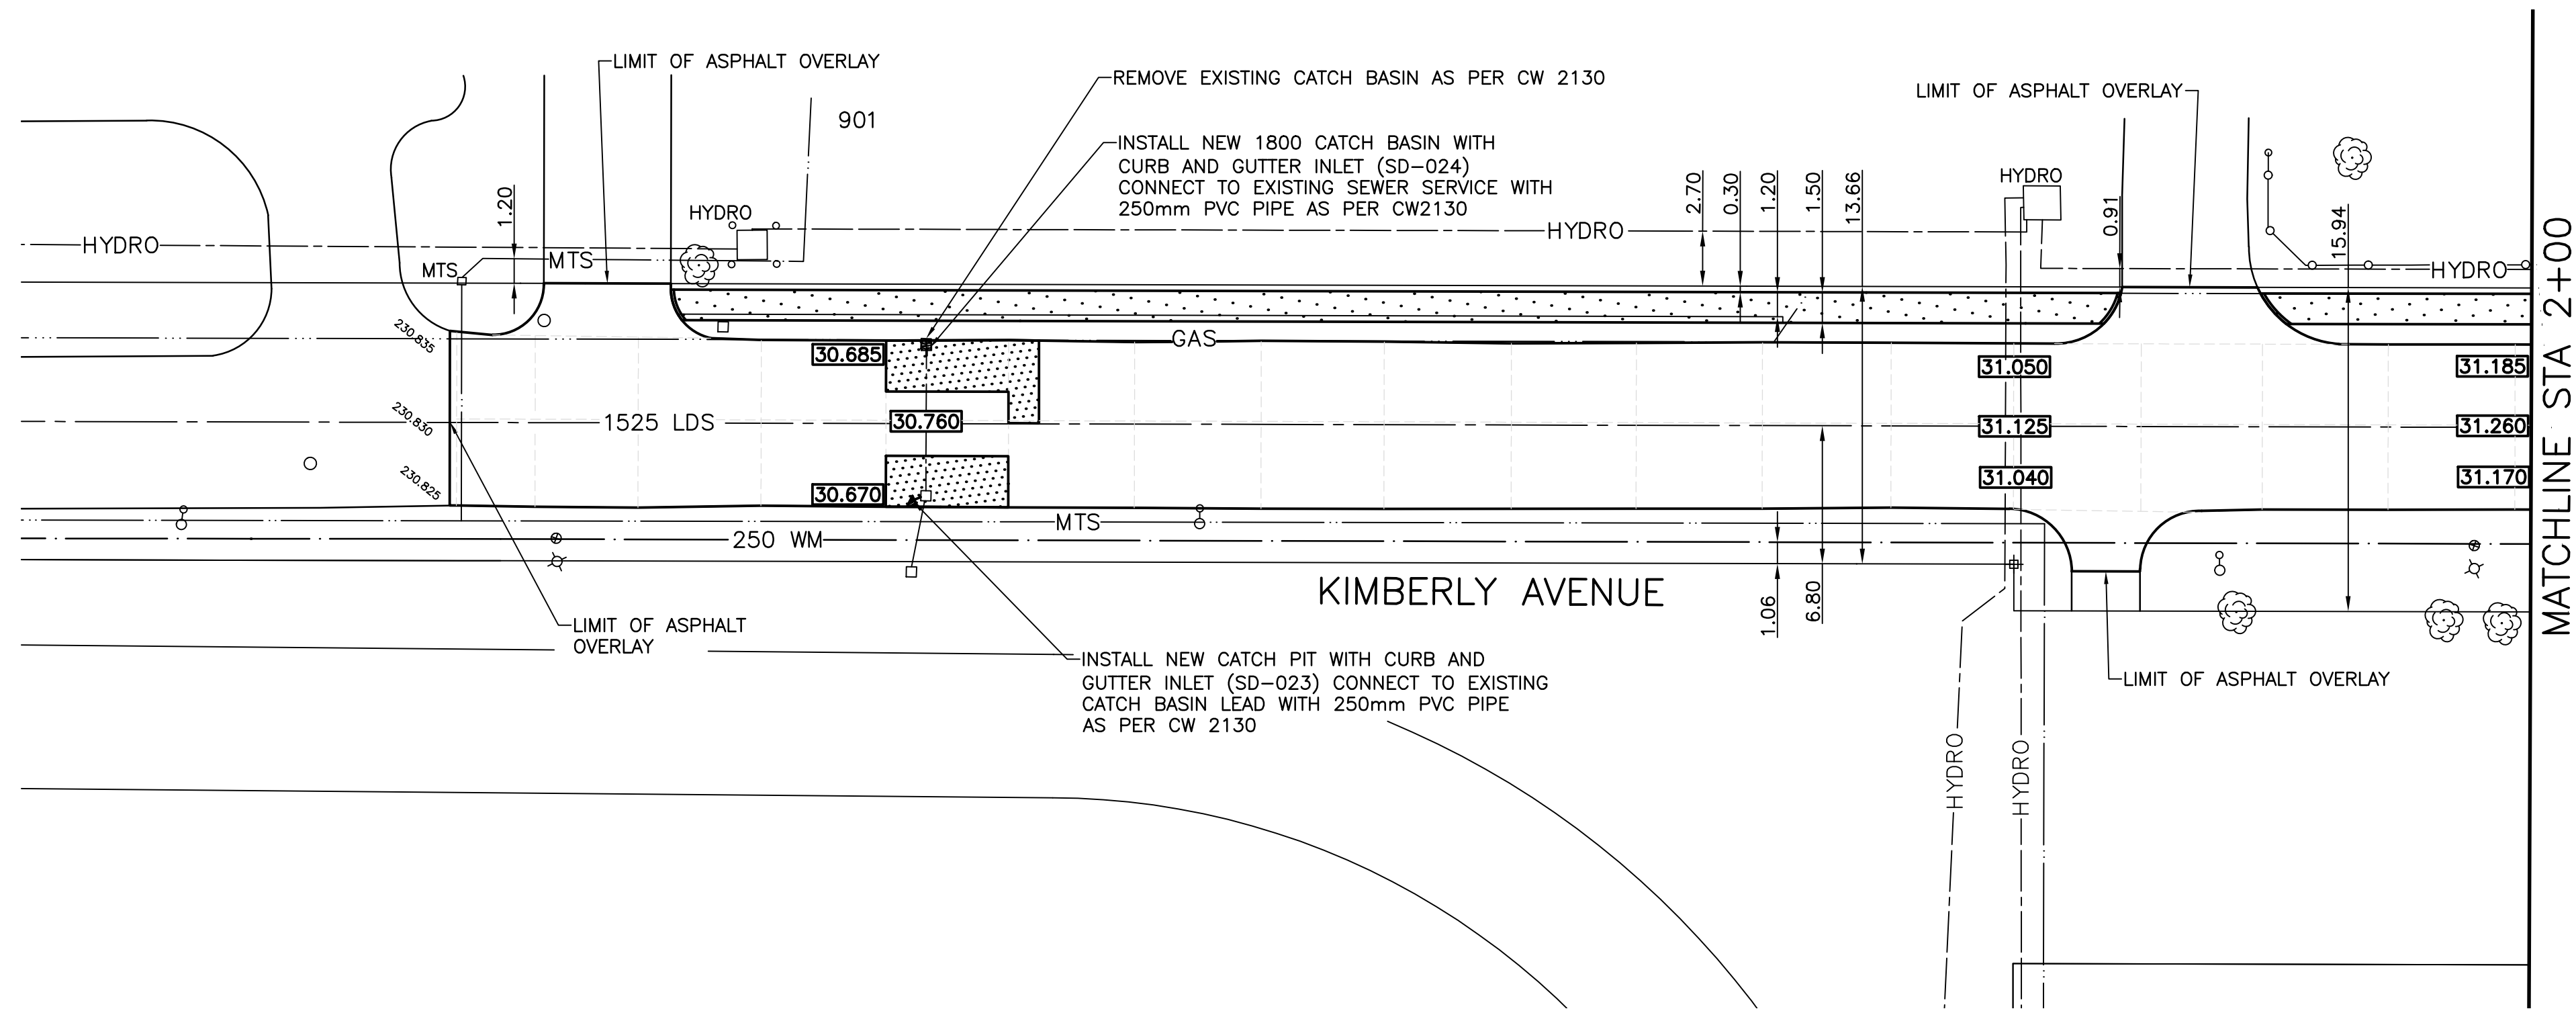 LIMIT OF ASPHALT OVERLAY
901
REMOVE EXISTING CATCH BASIN AS PER CW 2130
INSTALL NEW 1800 CATCH BASIN WITH
CURB AND GUTTER INLET (SD-024)
CONNECT TO EXISTING SEWER SERVICE WITH
250mm PVC PIPE AS PER CW2130
LIMIT OF ASPHALT OVERLAY
1.20
HYDRO
HYDRO
MTS
MTS
HYDRO
2.70
0.30
1.20
1.50
13.66
HYDRO
0.91
15.94
HYDRO
MATCHLINE STA 2+00
230.835
230.830
230.825
GAS
30.685
30.760
30.670
1525 LDS
31.050
31.125
31.040
31.185
31.260
31.170
250 WM
MTS
KIMBERLY AVENUE
1.06
6.80
LIMIT OF ASPHALT
OVERLAY
INSTALL NEW CATCH PIT WITH CURB AND
GUTTER INLET (SD-023) CONNECT TO EXISTING
CATCH BASIN LEAD WITH 250mm PVC PIPE
AS PER CW 2130
LIMIT OF ASPHALT OVERLAY
HYDRO
HYDRO